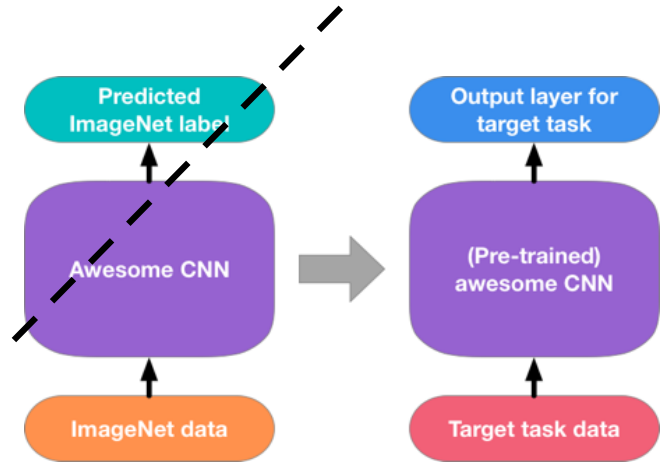 Predicted
ImageNet label
Awesome CNN
ImageNet data
Output layer for
target task
(Pre-trained)
awesome CNN
Target task data